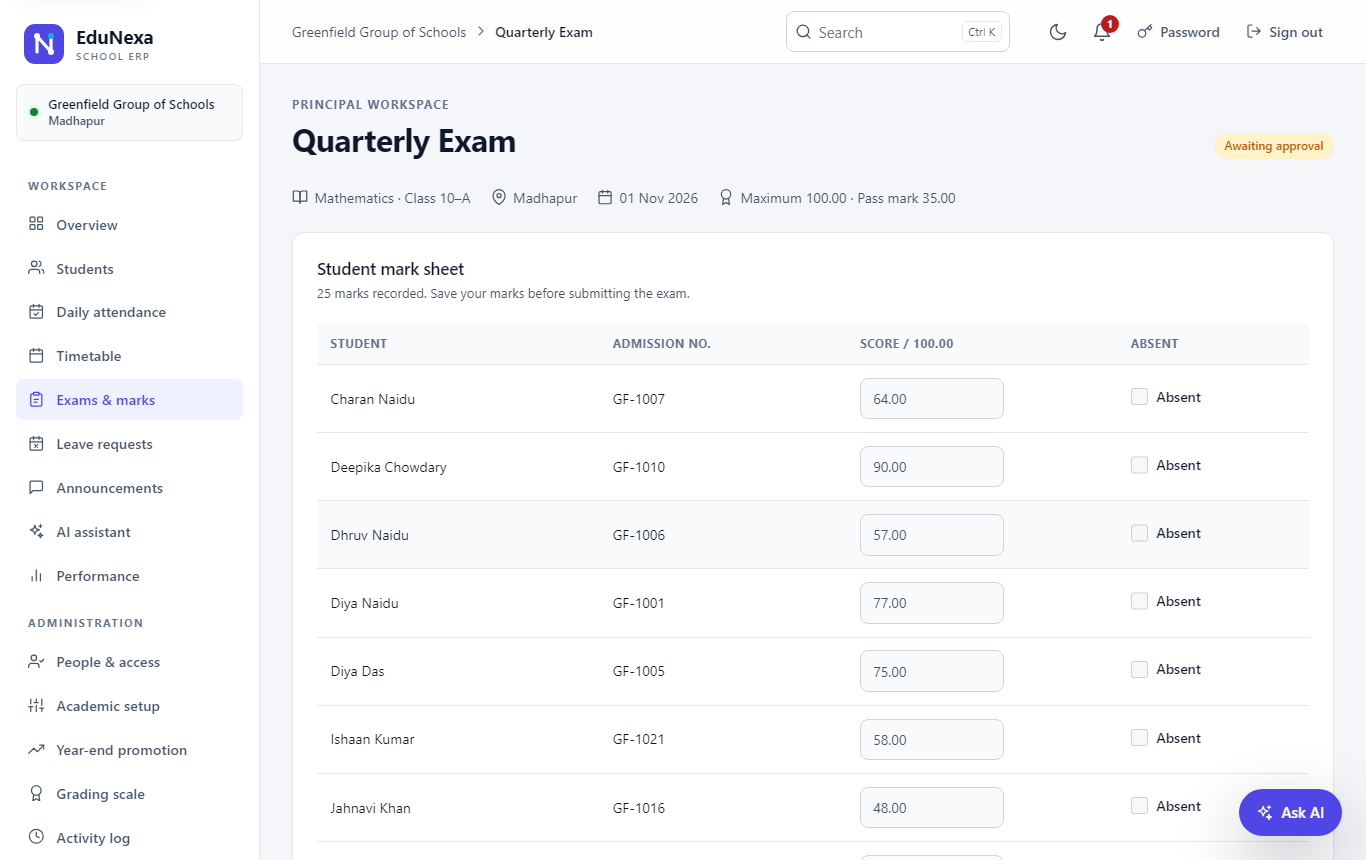 EduNexa
SCHOOL ERP
Greenfield Group of Schools
Madhapur
WORKSPACE
Overview
Students
Daily attendance
Timetable
Exams & marks
Leave requests
Announcements
AI assistant
Performance
ADMINISTRATION
People & access
Academic setup
Year-end promotion
Grading scale
Activity log
Greenfield Group of Schools > Quarterly Exam
Search Ctrl K
1
Password
Sign out
PRINCIPAL WORKSPACE
Quarterly Exam
Awaiting approval
Mathematics · Class 10–A Madhapur 01 Nov 2026 Maximum 100.00 · Pass mark 35.00
Student mark sheet
25 marks recorded. Save your marks before submitting the exam.
STUDENT ADMISSION NO. SCORE / 100.00 ABSENT
Charan Naidu GF-1007 64.00 Absent
Deepika Chowdary GF-1010 90.00 Absent
Dhruv Naidu GF-1006 57.00 Absent
Diya Naidu GF-1001 77.00 Absent
Diya Das GF-1005 75.00 Absent
Ishaan Kumar GF-1021 58.00 Absent
Jahnavi Khan GF-1016 48.00 Absent
Ask AI